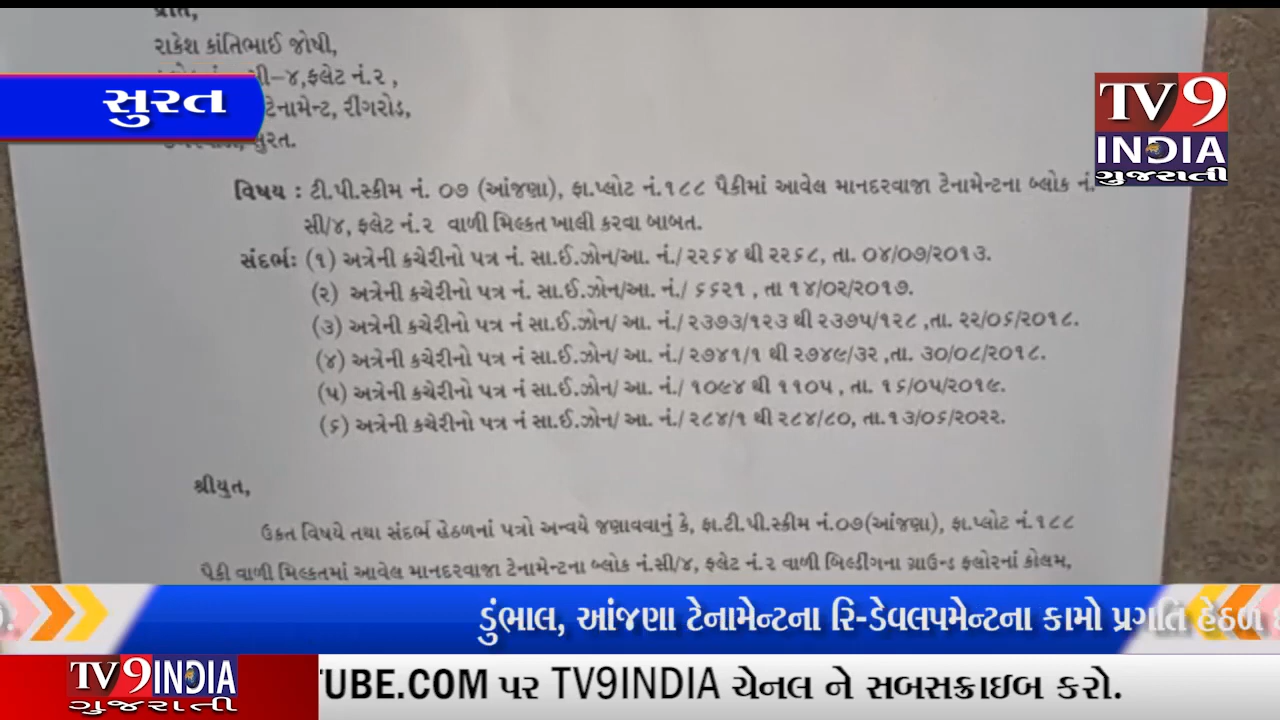 પ્રતિ,
રાકેશ કાંતિભાઈ જોષી,
સી-૪,ફલેટ નં.૨ ,
ટેનામેન્ટ, રીંગરોડ,
સુરત.
સુરત
TV9
INDIA
ગુજરાતી
વિષય : ટી.પી.સ્કીમ નં. ૦૭ (આંજણા), ફા.પ્લોટ નં.૧૮૮ પૈકીમાં આવેલ માનદરવાજા ટેનામેન્ટના બ્લોક નં.
સી/૪, ફલેટ નં.૨ વાળી મિલ્કત ખાલી કરવા બાબત.
સંદર્ભઃ (૧) અત્રેની કચેરીનો પત્ર નં. સા.ઈ.ઝોન/આ. નં./ ૨૨૬૪ થી ૨૨૬૮, તા. ૦૪/૦૭/૨૦૧૩.
(૨) અત્રેની કચેરીનો પત્ર નં. સા.ઈ.ઝોન/આ. નં./ ૬૬૨૧ , તા ૧૪/૦૨/૨૦૧૭.
(૩) અત્રેની કચેરીનો પત્ર નં સા.ઈ.ઝોન/ આ. નં./ ૨૩૭૩/૧૨૩ થી ૨૩૭૫/૧૨૮ ,તા. ૨૨/૦૬/૨૦૧૮.
(૪) અત્રેની કચેરીનો પત્ર નં સા.ઈ.ઝોન/ આ. નં./ ૨૭૪૧/૧ થી ૨૭૪૯/૩૨ ,તા. ૩૦/૦૮/૨૦૧૮.
(૫) અત્રેની કચેરીનો પત્ર નં સા.ઈ.ઝોન/ આ. નં./ ૧૦૯૪ થી ૧૧૦૫ , તા. ૧૬/૦૫/૨૦૧૯.
(૬) અત્રેની કચેરીનો પત્ર નં સા.ઈ.ઝોન/ આ. નં./ ૨૮૪/૧ થી ૨૮૪/૮૦, તા.૧૩/૦૬/૨૦૨૨.
શ્રીયુત,
ઉકત વિષયે તથા સંદર્ભ હેઠળનાં પત્રો અન્વયે જણાવવાનું કે, ફા.ટી.પી.સ્કીમ નં.૦૭(આંજણા), ફા.પ્લોટ નં.૧૮૮
પૈકી વાળી મિલ્કતમાં આવેલ માનદરવાજા ટેનામેન્ટના બ્લોક નં.સી/૪, ફલેટ નં.૨ વાળી બિલ્ડીંગના ગ્રાઉન્ડ ફલોરનાં કોલમ,
ડુંભાલ, આંજણા ટેનામેન્ટના રિ-ડેવલપમેન્ટના કામો પ્રગતિ હેઠળ
TV9INDIA
ગુજરાતી
TUBE.COM પર TV9INDIA ચેનલ ને સબસક્રાઇબ કરો.